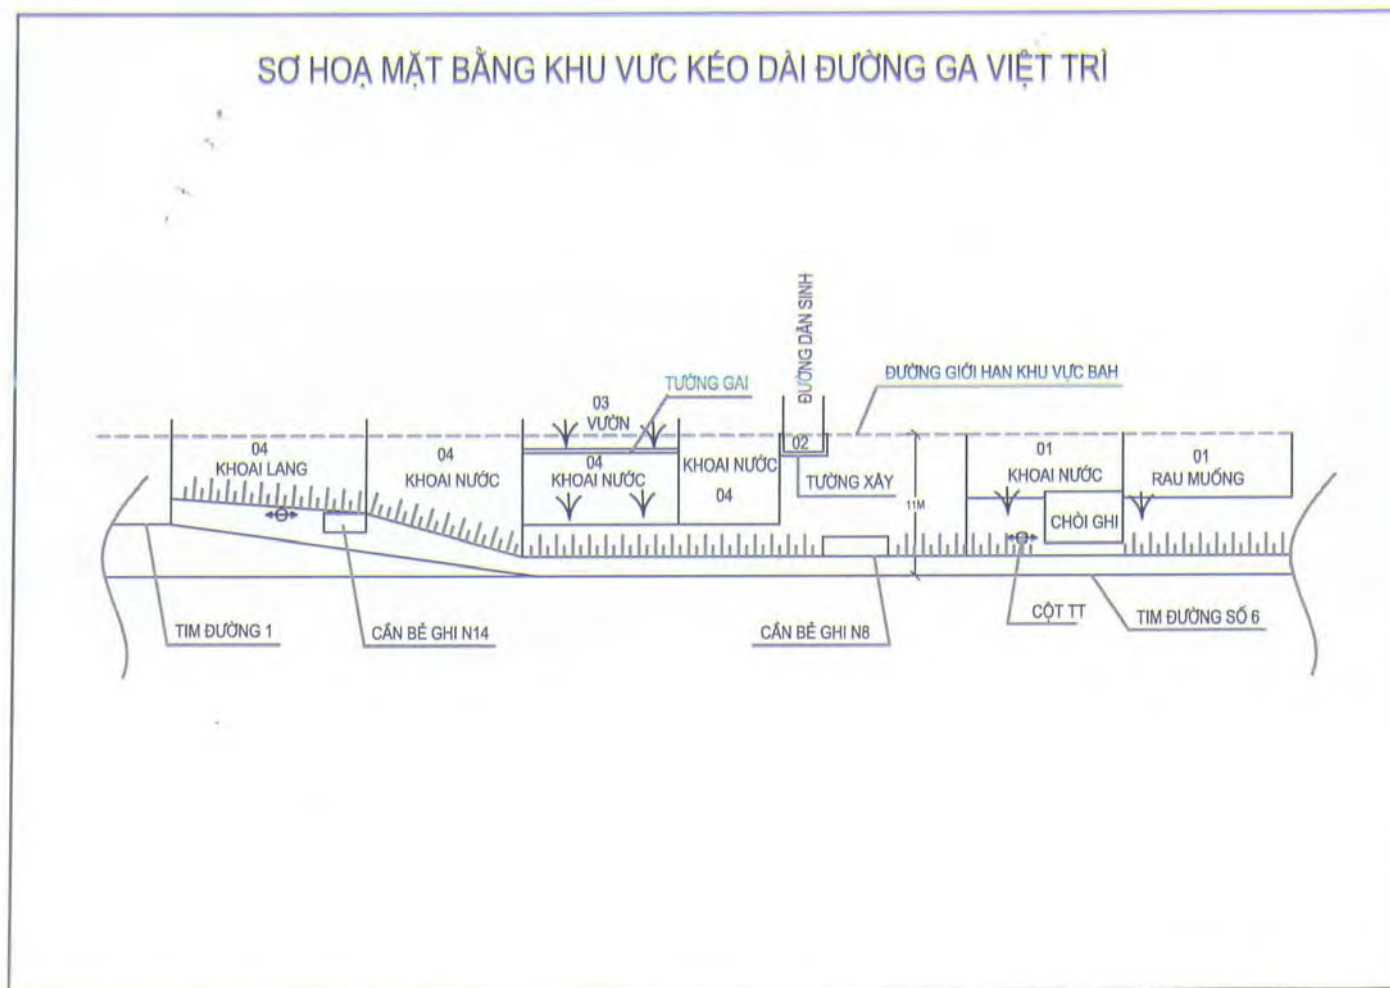 SƠ HOẠ MẶT BẰNG KHU VƯC KÉO DÀI ĐƯỜNG GA VIỆT TRÌ
ĐƯỜNG DÂN SINH
ĐƯỜNG GIỚI HAN KHU VỰC BAH
TƯỜNG GAI
03
VƯỜN
04
KHOAI LANG
04
KHOAI NƯỚC
04
KHOAI NƯỚC
KHOAI NƯỚC
04
02
TƯỜNG XÂY
11M
01
KHOAI NƯỚC
CHÒI GHI
01
RAU MUỐNG
TIM ĐƯỜNG 1
CẦN BẺ GHI N14
CẦN BẺ GHI N8
CỘT TT
TIM ĐƯỜNG SỐ 6